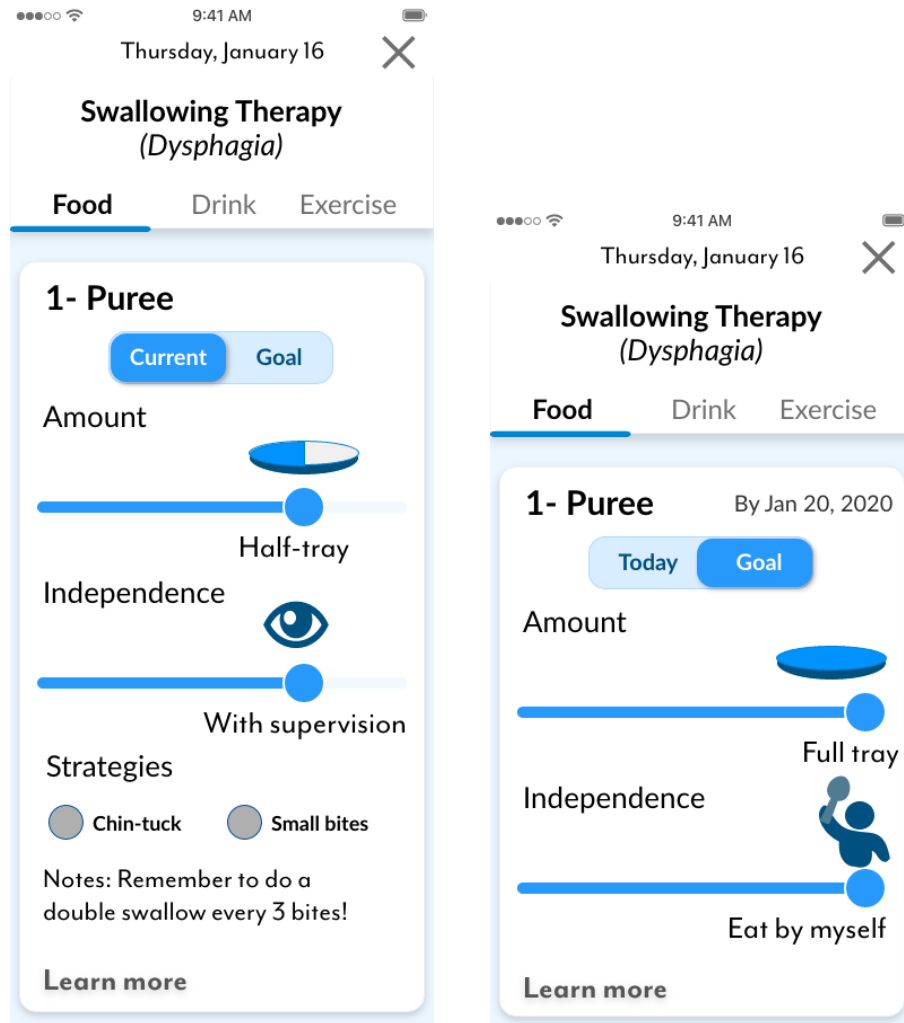 9:41 AM
Thursday, January 16
Swallowing Therapy
(Dysphagia)
Food Drink Exercise
1- Puree
Current Goal
Amount
Half-tray
Independence
With supervision
Strategies
Chin-tuck Small bites
Notes: Remember to do a
double swallow every 3 bites!
Learn more
9:41 AM
Thursday, January 16
Swallowing Therapy
(Dysphagia)
Food Drink Exercise
1- Puree By Jan 20, 2020
Today Goal
Amount
Full tray
Independence
Eat by myself
Learn more